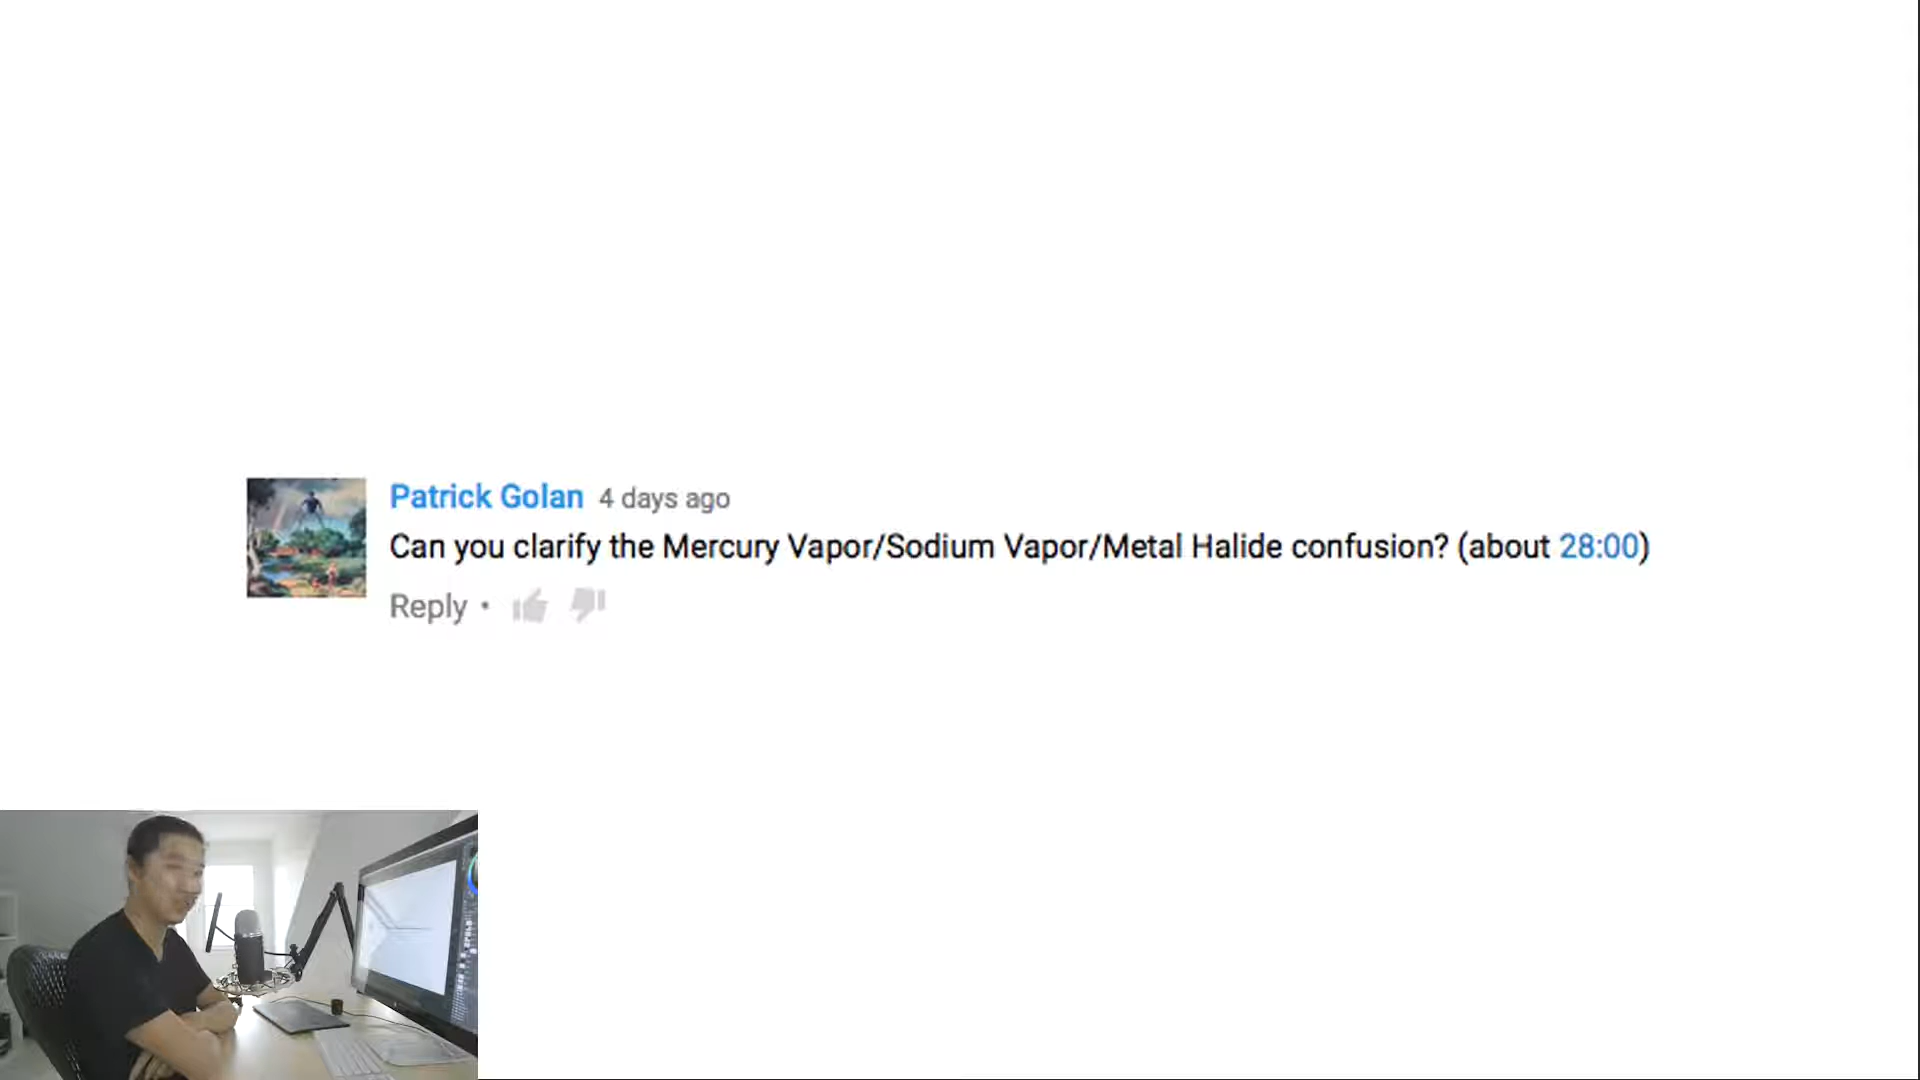 Patrick Golan 4 days ago
Can you clarify the Mercury Vapor/Sodium Vapor/Metal Halide confusion? (about 28:00)
Reply •